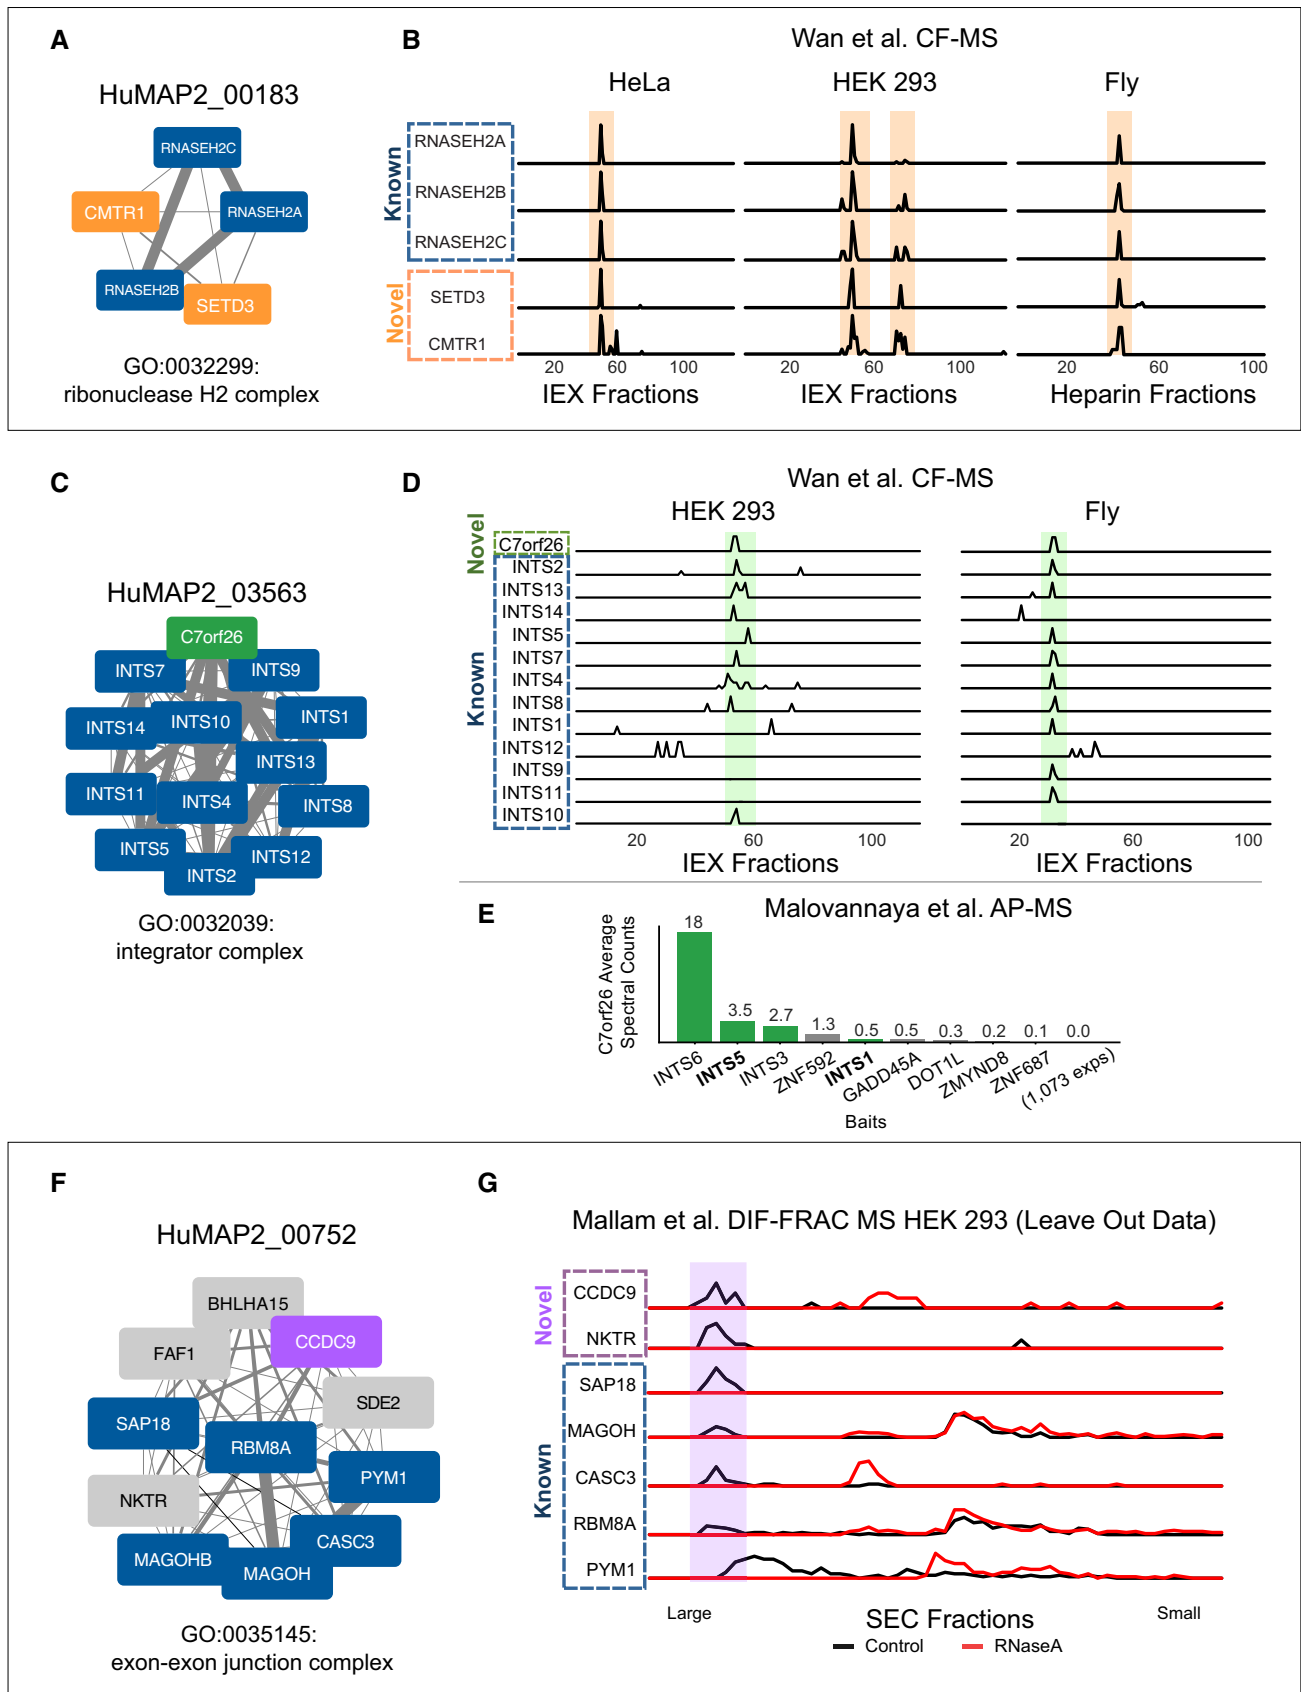 A
HuMAP2_00183
RNASEH2C
CMTR1
RNASEH2A
RNASEH2B
SETD3
GO:0032299:
ribonuclease H2 complex
B
Wan et al. CF-MS
HeLa
HEK 293
Fly
Known
RNASEH2A
RNASEH2B
RNASEH2C
Novel
SETD3
CMTR1
20 60 100
20 60 100
20 60 100
IEX Fractions
IEX Fractions
Heparin Fractions
C
HuMAP2_03563
C7orf26
INTS7
INTS9
INTS14
INTS10
INTS1
INTS13
INTS11
INTS4
INTS8
INTS5
INTS12
INTS2
GO:0032039:
integrator complex
D
Wan et al. CF-MS
HEK 293
Fly
Novel
C7orf26
Known
INTS2
INTS13
INTS14
INTS5
INTS7
INTS4
INTS8
INTS1
INTS12
INTS9
INTS11
INTS10
20 60 100
20 60 100
IEX Fractions
IEX Fractions
E
Malovannaya et al. AP-MS
C7orf26 Average
Spectral Counts
18
3.5
2.7
1.3
0.5
0.5
0.3
0.2
0.1
0.0
INTS6
INTS5
INTS3
ZNF592
INTS1
GADD45A
DOT1L
ZMYND8
ZNF687
(1,073 exps)
Baits
F
HuMAP2_00752
BHLHA15
CCDC9
FAF1
SDE2
SAP18
RBM8A
PYM1
NKTR
CASC3
MAGOHB
MAGOH
GO:0035145:
exon-exon junction complex
G
Mallam et al. DIF-FRAC MS HEK 293 (Leave Out Data)
Novel
CCDC9
NKTR
Known
SAP18
MAGOH
CASC3
RBM8A
PYM1
Large
SEC Fractions
Small
Control
RNaseA